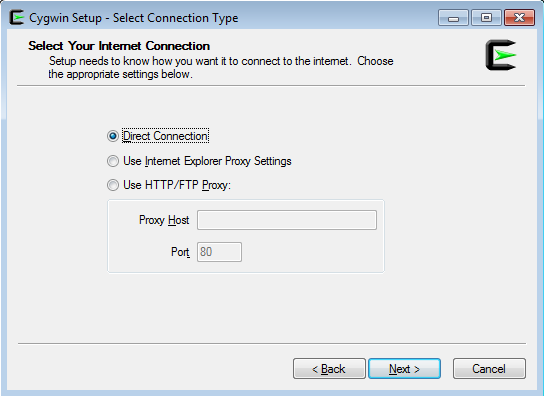 Cygwin Setup - Select Connection Type
Select Your Internet Connection
Setup needs to know how you want it to connect to the internet. Choose
the appropriate settings below.
Direct Connection
Use Internet Explorer Proxy Settings
Use HTTP/FTP Proxy:
Proxy Host
Port 80
< Back Next > Cancel